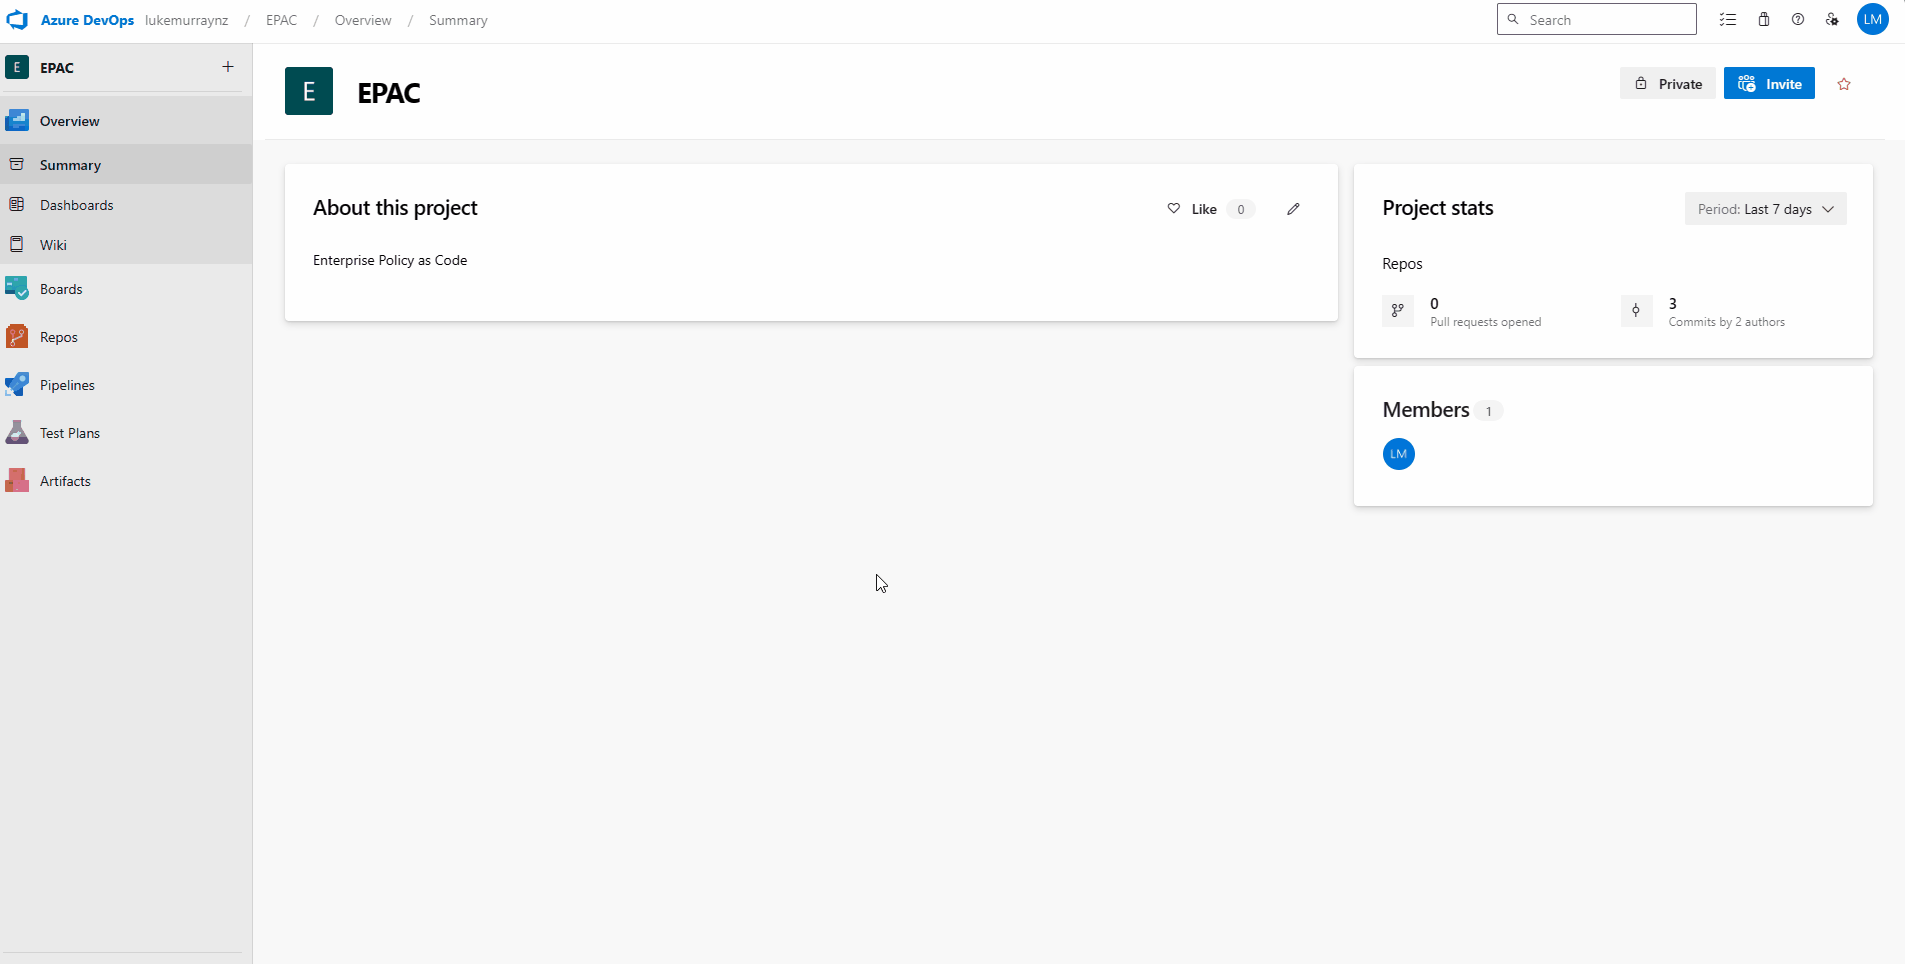 Azure DevOps lukemurraynz / EPAC / Overview / Summary
Search
LM
E EPAC +
Overview
Summary
Dashboards
Wiki
Boards
Repos
Pipelines
Test Plans
Artifacts
E EPAC
Private Invite
About this project
Like 0
Enterprise Policy as Code
Project stats
Period: Last 7 days
Repos
0
Pull requests opened
3
Commits by 2 authors
Members 1
LM